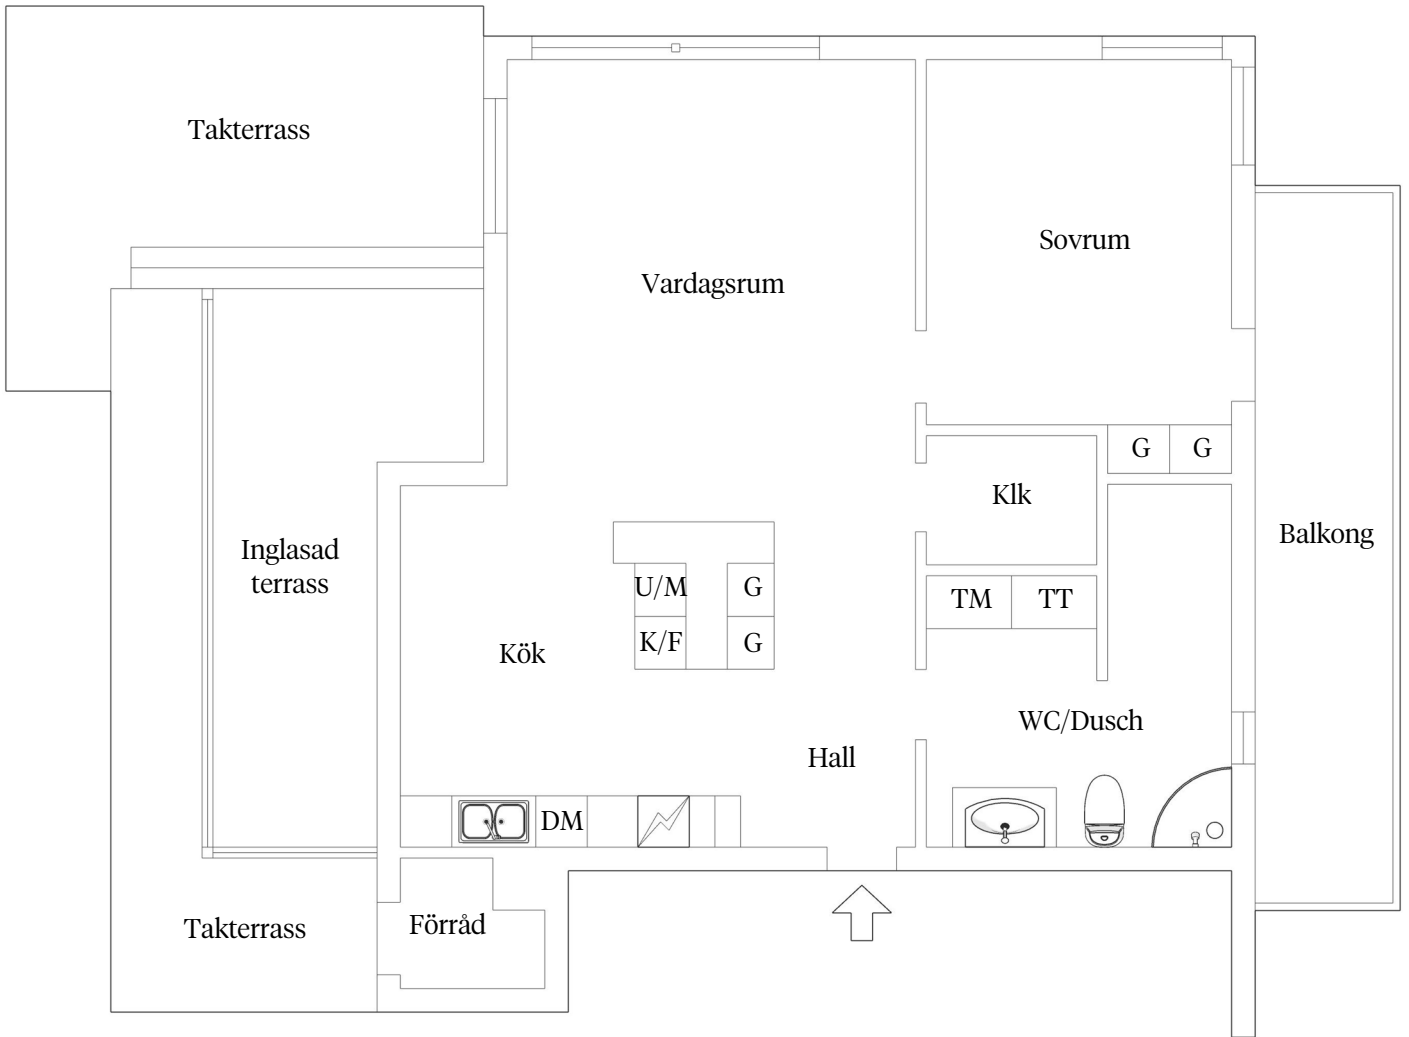 Takterrass
Sovrum
Vardagsrum
G G
Klk
Balkong
Inglasad
terrass
U/M G
TM TT
K/F G
Kök
WC/Dusch
Hall
DM
Förråd
Takterrass